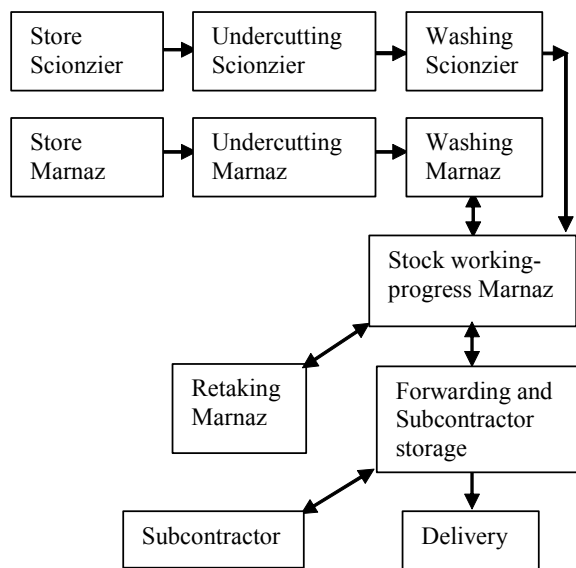 Store
Scionzier
Undercutting
Scionzier
Washing
Scionzier
Store
Marnaz
Undercutting
Marnaz
Washing
Marnaz
Stock working-
progress Marnaz
Retaking
Marnaz
Forwarding and
Subcontractor
storage
Subcontractor
Delivery